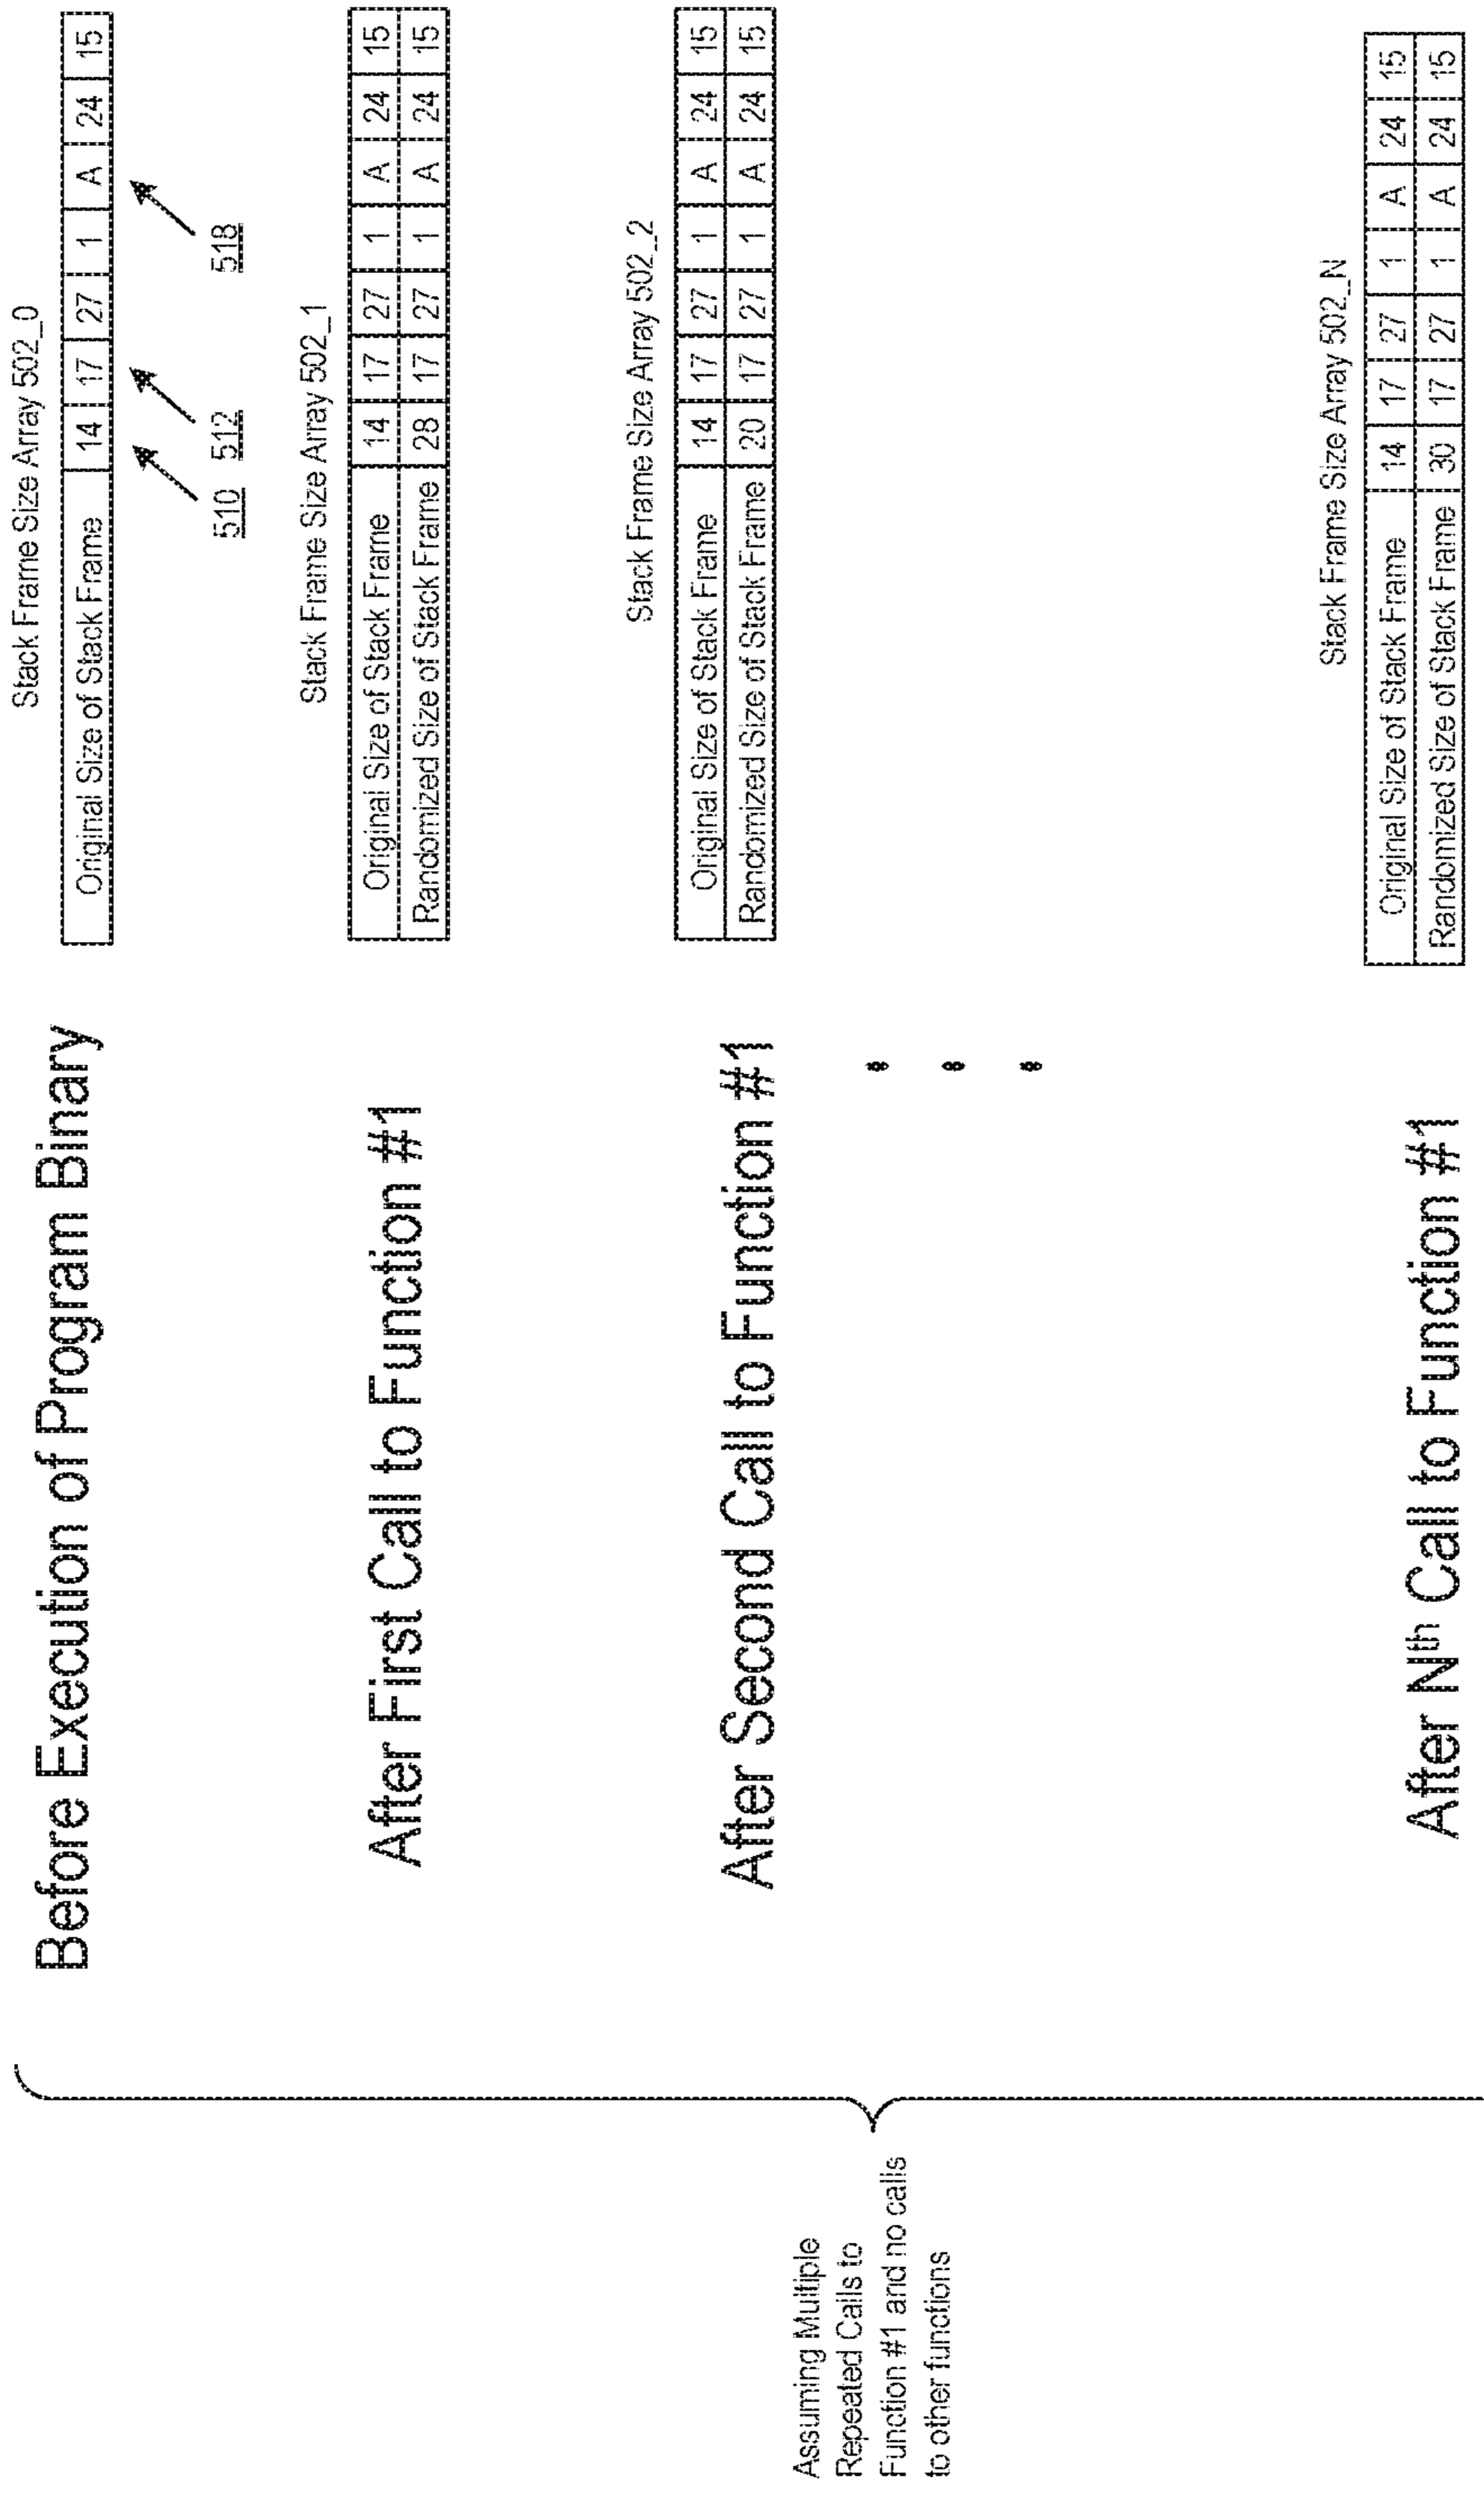 Assuming Multiple
Repeated Calls to
Function #1 and no calls
to other functions
Before Execution of Program Binary
Stack Frame Size Array 502_0
Original Size of Stack Frame 14 17 27 1 A 24 15
510 512 518
After First Call to Function #1
Stack Frame Size Array 502_1
Original Size of Stack Frame 14 17 27 1 A 24 15
Randomized Size of Stack Frame 28 17 27 1 A 24 15
After Second Call to Function #1
Stack Frame Size Array 502_2
Original Size of Stack Frame 14 17 27 1 A 24 15
Randomized Size of Stack Frame 20 17 27 1 A 24 15
After Nth Call to Function #1
Stack Frame Size Array 502_N
Original Size of Stack Frame 14 17 27 1 A 24 15
Randomized Size of Stack Frame 30 17 27 1 A 24 15